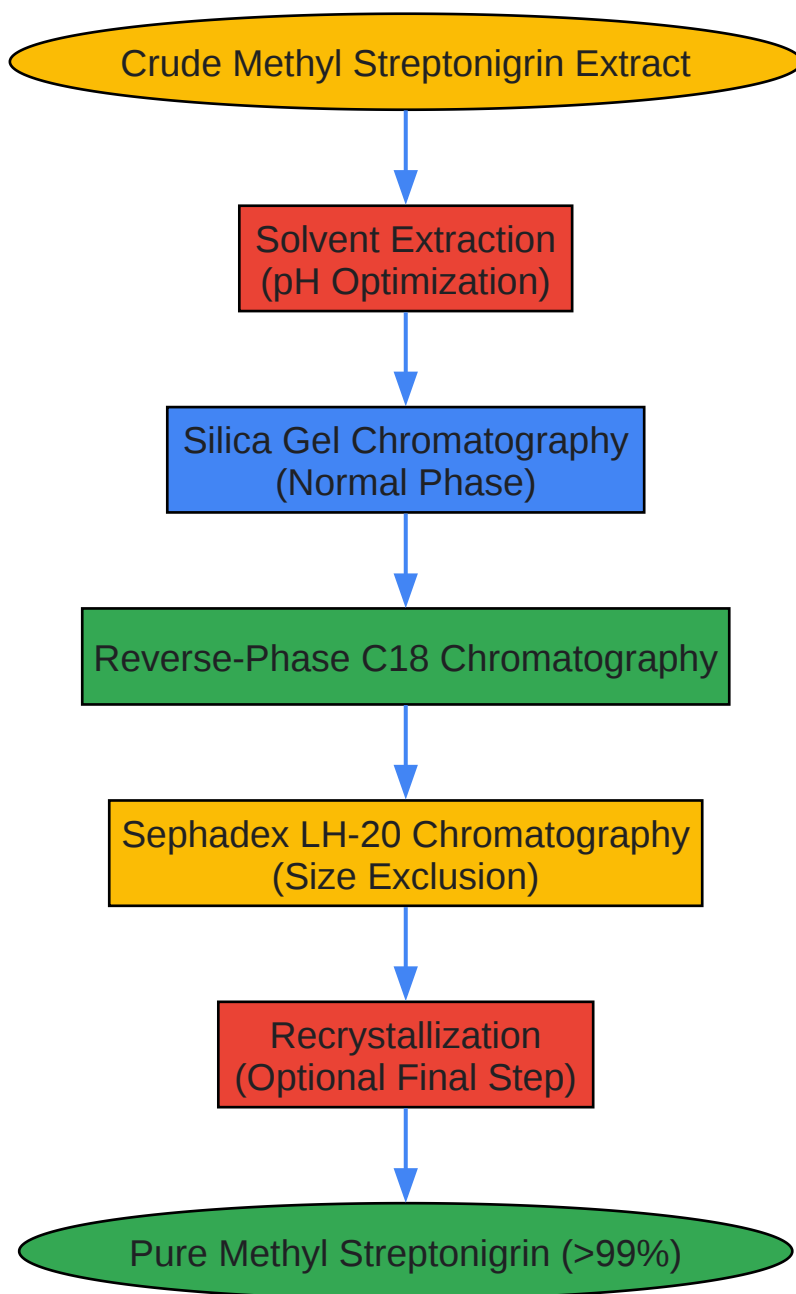 Crude Methyl Streptonigrin Extract
Solvent Extraction
(pH Optimization)
Silica Gel Chromatography
(Normal Phase)
Reverse-Phase C18 Chromatography
Sephadex LH-20 Chromatography
(Size Exclusion)
Recrystallization
(Optional Final Step)
Pure Methyl Streptonigrin (>99%)